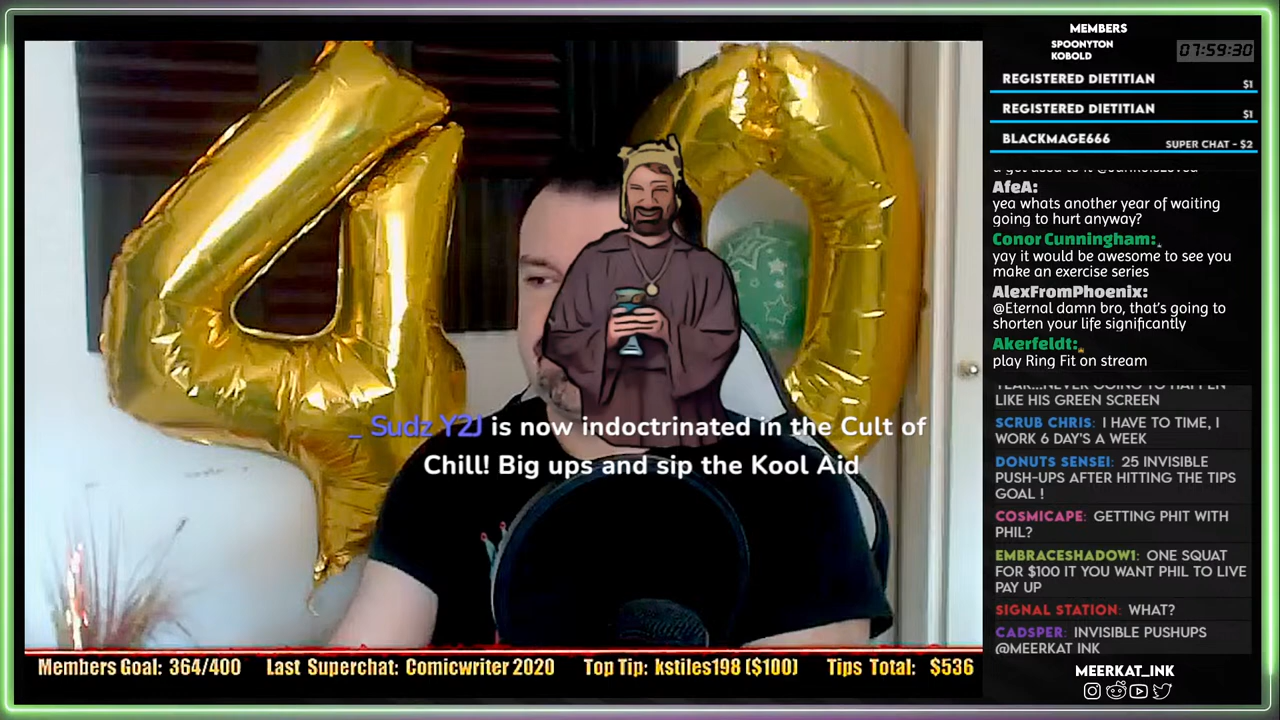 MEMBERS
SPOONYTON
KOBOLD
07:59:30
REGISTERED DIETITIAN $1
REGISTERED DIETITIAN $1
BLACKMAGE666 SUPER CHAT - $2
AfeA:
yea whats another year of waiting
going to hurt anyway?
Conor Cunningham:
yay it would be awesome to see you
make an exercise series
AlexFromPhoenix:
@Eternal damn bro, that's going to
shorten your life significantly
Akerfeldt:
play Ring Fit on stream
YEAR...NEVER GOING TO HAPPEN
LIKE HIS GREEN SCREEN
SCRUB CHRIS: I HAVE TO TIME, I
WORK 6 DAY'S A WEEK
DONUTS SENSEI: 25 INVISIBLE
PUSH-UPS AFTER HITTING THE TIPS
GOAL !
COSMICAPE: GETTING PHIT WITH
PHIL?
EMBRACESHADOW1: ONE SQUAT
FOR $100 IT YOU WANT PHIL TO LIVE
PAY UP
SIGNAL STATION: WHAT?
CADSPER: INVISIBLE PUSHUPS
@MEERKAT INK
MEERKAT_INK
40
_ Sudz Y2J is now indoctrinated in the Cult of
Chill! Big ups and sip the Kool Aid
Members Goal: 364/400 Last Superchat: Comicwriter 2020 Top Tip: kstiles198 ($100) Tips Total: $536